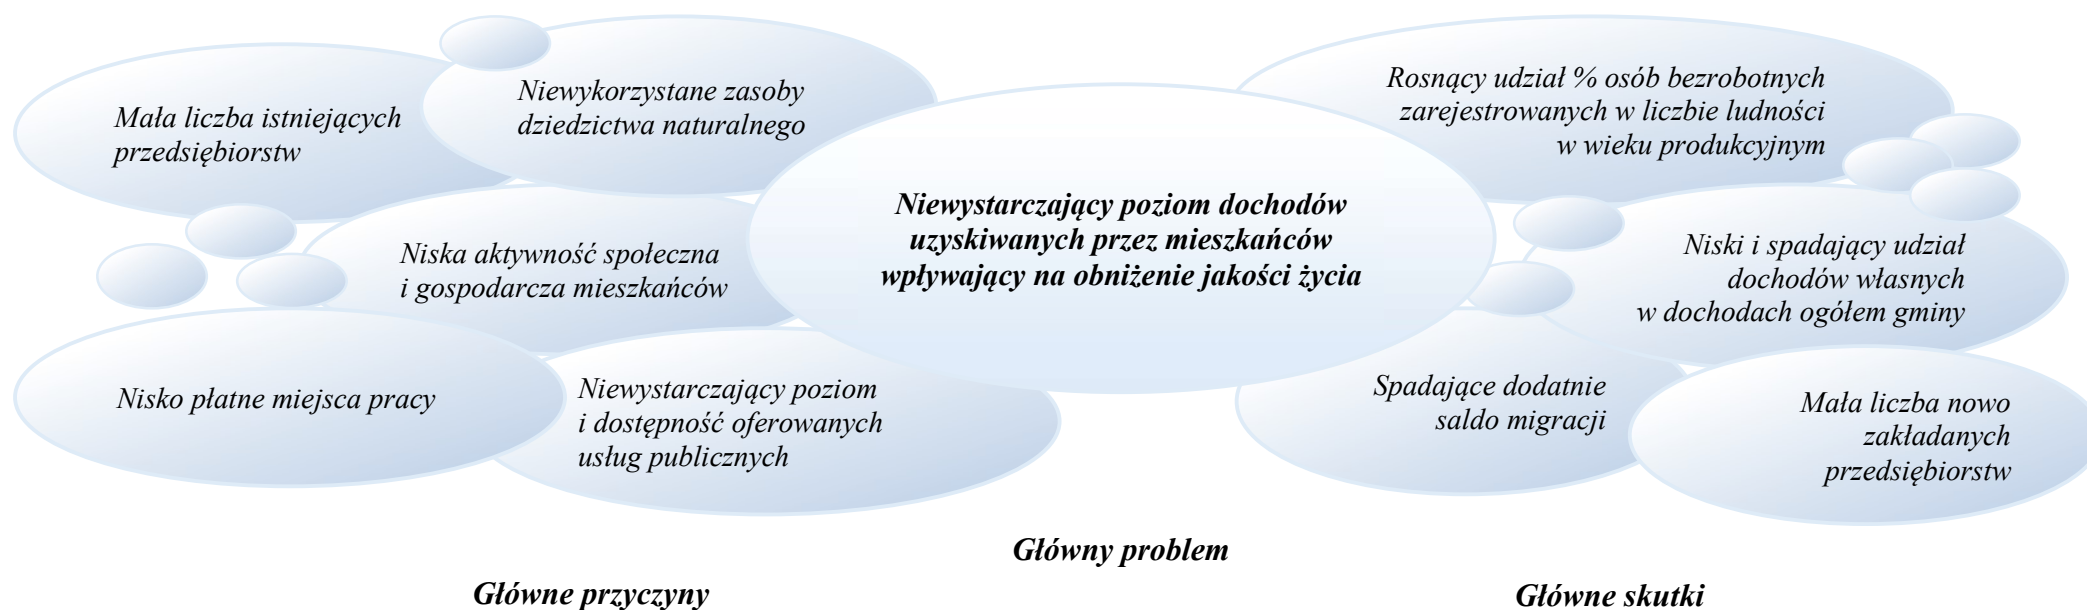 Mała liczba istniejących
przedsiębiorstw
Niewykorzystane zasoby
dziedzictwa naturalnego
Niska aktywność społeczna
i gospodarcza mieszkańców
Nisko płatne miejsca pracy
Niewystarczający poziom
i dostępność oferowanych
usług publicznych
Niewystarczający poziom dochodów
uzyskiwanych przez mieszkańców
wpływający na obniżenie jakości życia
Rosnący udział % osób bezrobotnych
zarejestrowanych w liczbie ludności
w wieku produkcyjnym
Niski i spadający udział
dochodów własnych
w dochodach ogółem gminy
Spadające dodatnie
saldo migracji
Mała liczba nowo
zakładanych
przedsiębiorstw
Główny problem
Główne przyczyny
Główne skutki